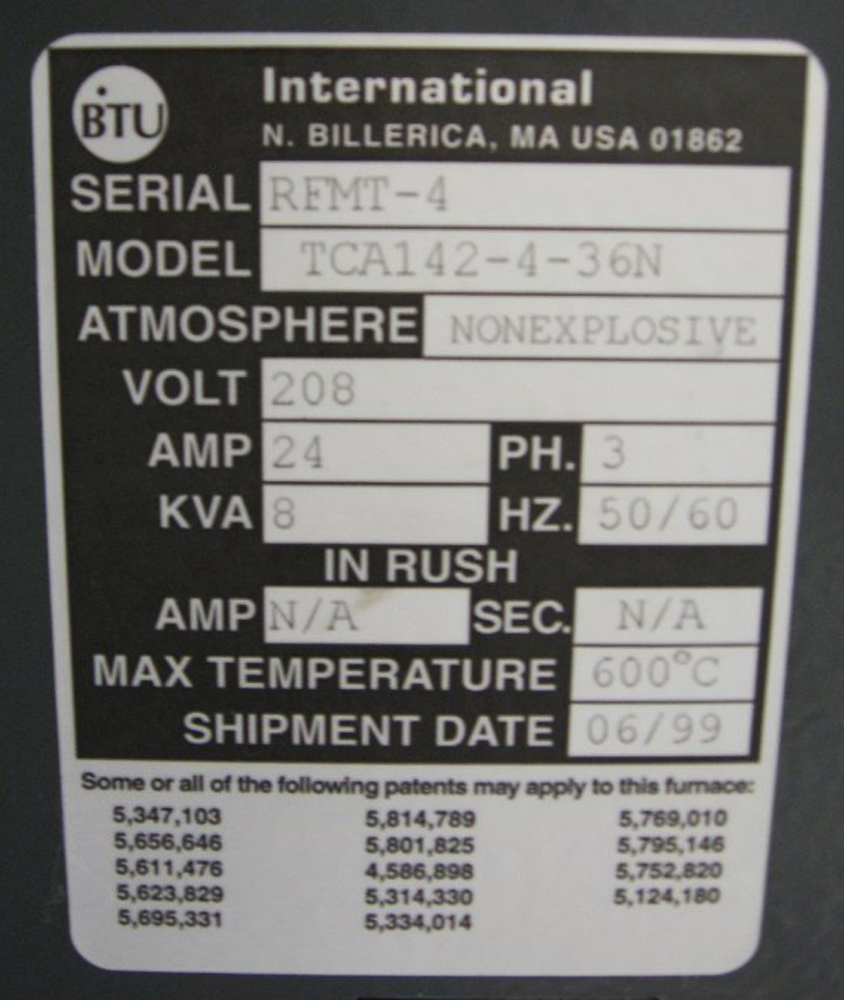 BTU International
N. BILLERICA, MA USA 01862
SERIAL RFMT-4
MODEL TCA142-4-36N
ATMOSPHERE NONEXPLOSIVE
VOLT 208
AMP 24 PH. 3
KVA 8 HZ. 50/60
IN RUSH
AMP N/A SEC. N/A
MAX TEMPERATURE 600°C
SHIPMENT DATE 06/99
Some or all of the following patents may apply to this furnace:
5,347,103 5,814,789 5,769,010
5,656,646 5,801,825 5,795,146
5,611,476 4,586,898 5,752,820
5,623,829 5,314,330 5,124,180
5,695,331 5,334,014